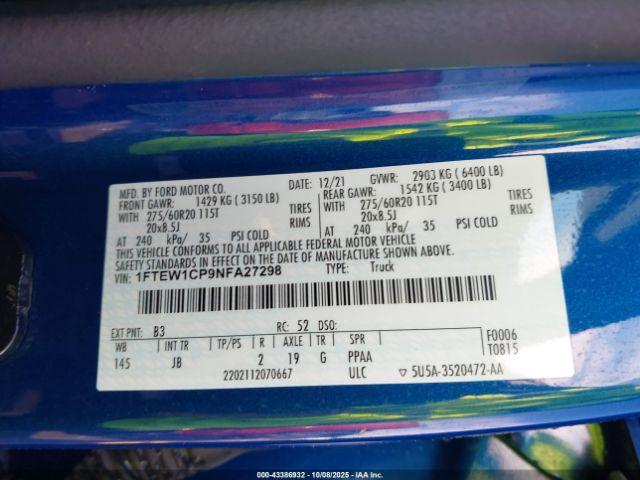 MFD. BY FORD MOTOR CO.
DATE: 12/21 GVWR: 2903 KG ( 6400 LB)
FRONT GAWR: 1429 KG ( 3150 LB) REAR GAWR: 1542 KG ( 3400 LB)
WITH 275/60R20 115T TIRES WITH 275/60R20 115T TIRES
20x8.5J RIMS 20x8.5J RIMS
AT 240 kPa/ 35 PSI COLD AT 240 kPa/ 35 PSI COLD
THIS VEHICLE CONFORMS TO ALL APPLICABLE FEDERAL MOTOR VEHICLE
SAFETY STANDARDS IN EFFECT ON THE DATE OF MANUFACTURE SHOWN ABOVE.
VIN: 1FTEW1CP9NFA27298 TYPE: Truck
EXT PNT: B3 RC: 52 DSO: F0006
WB INT TR TP/PS R AXLE TR T0815
145 JB 2 19 G PPAA
2202112070667 ULC ▽ 5U5A-3520472-AA
000-43386932 - 10/08/2025 - IAA Inc.